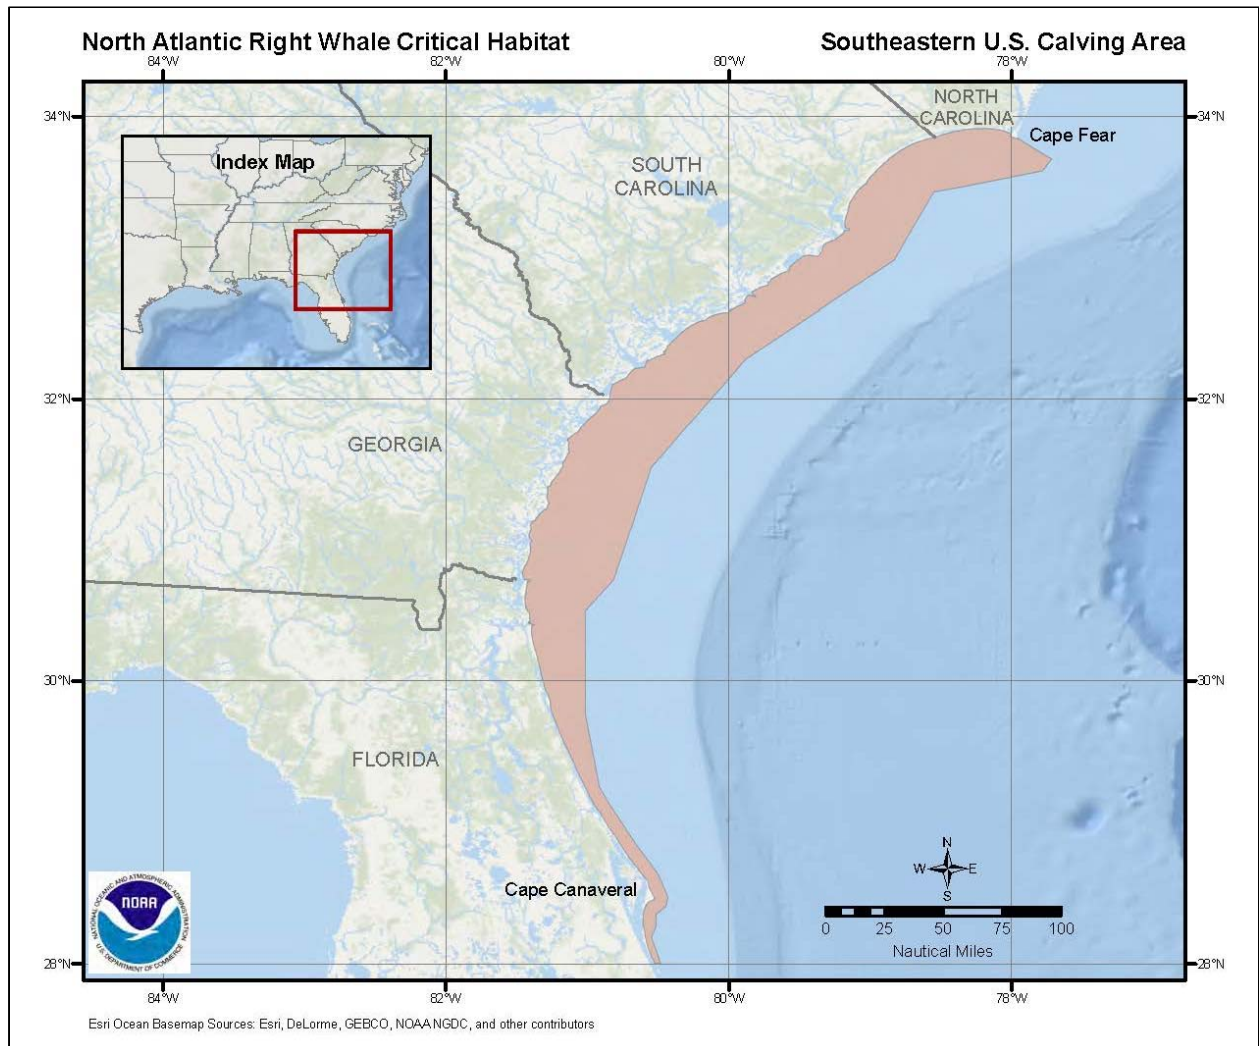 North Atlantic Right Whale Critical Habitat
Southeastern U.S. Calving Area
84°W
82°W
80°W
78°W
34°N
34°N
NORTH
CAROLINA
Cape Fear
Index Map
SOUTH
CAROLINA
32°N
32°N
GEORGIA
30°N
30°N
FLORIDA
Cape Canaveral
N
W
E
S
0
25
50
75
100
Nautical Miles
NATIONAL OCEANIC AND ATMOSPHERIC ADMINISTRATION
NOAA
U.S. DEPARTMENT OF COMMERCE
28°N
28°N
84°W
82°W
80°W
78°W
Esri Ocean Basemap Sources: Esri, DeLorme, GEBCO, NOAA NGDC, and other contributors